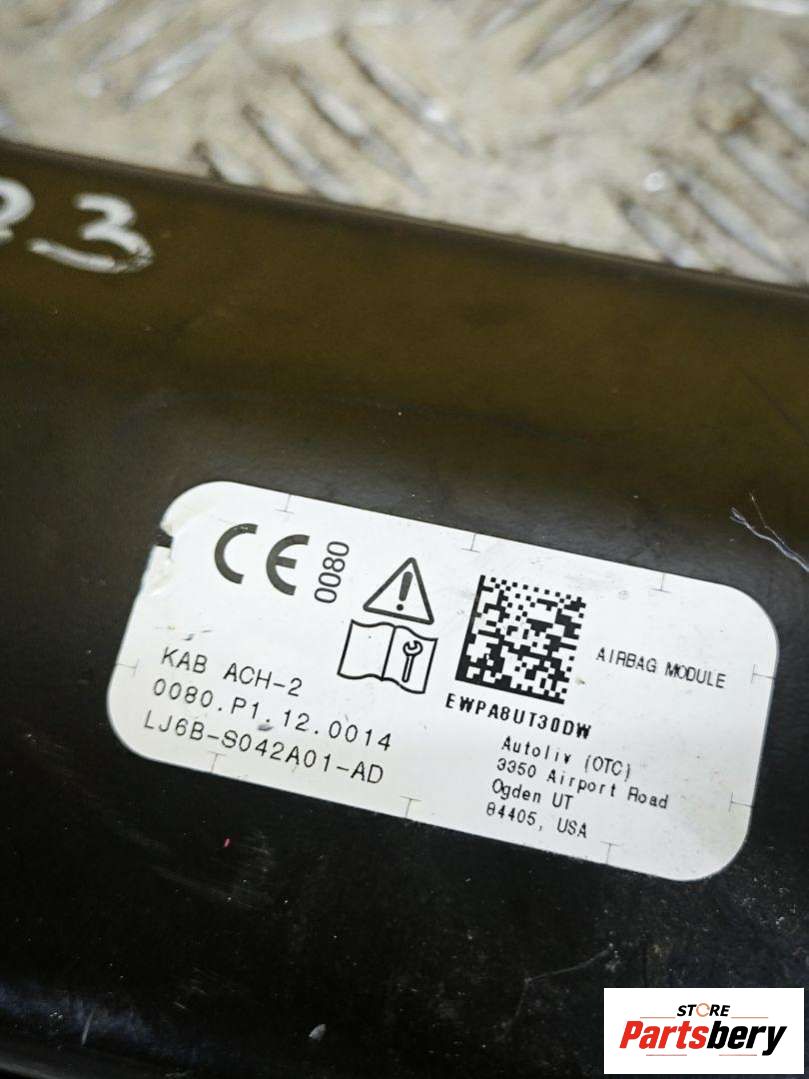 23
CE 0080
AIRBAG MODULE
KAB ACH-2
0080.P1.12.0014
LJ6B-S042A01-AD
EWPA8UT30DW
Autoliv (OTC)
3350 Airport Road
Ogden UT
84405, USA
STORE
Partsbery